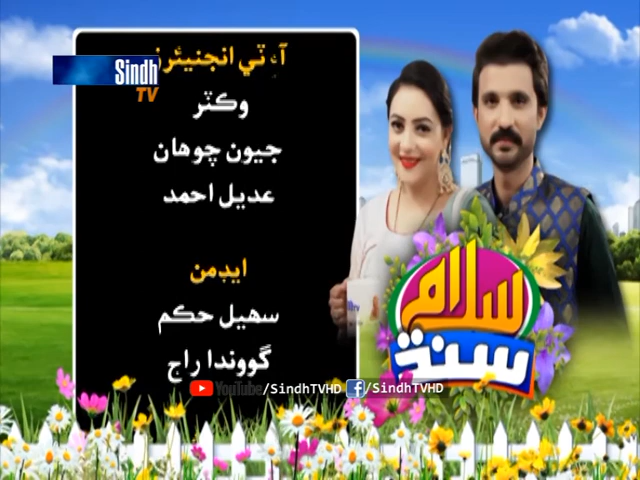 Sindh
TV
آءِ ٽي انجنيئرز
وڪٽر
جيون چوهان
عديل احمد
ايڊمن
سهيل حڪم
گووندا راج
سلام
سنڌ
YouTube/SindhTVHD f/SindhTVHD